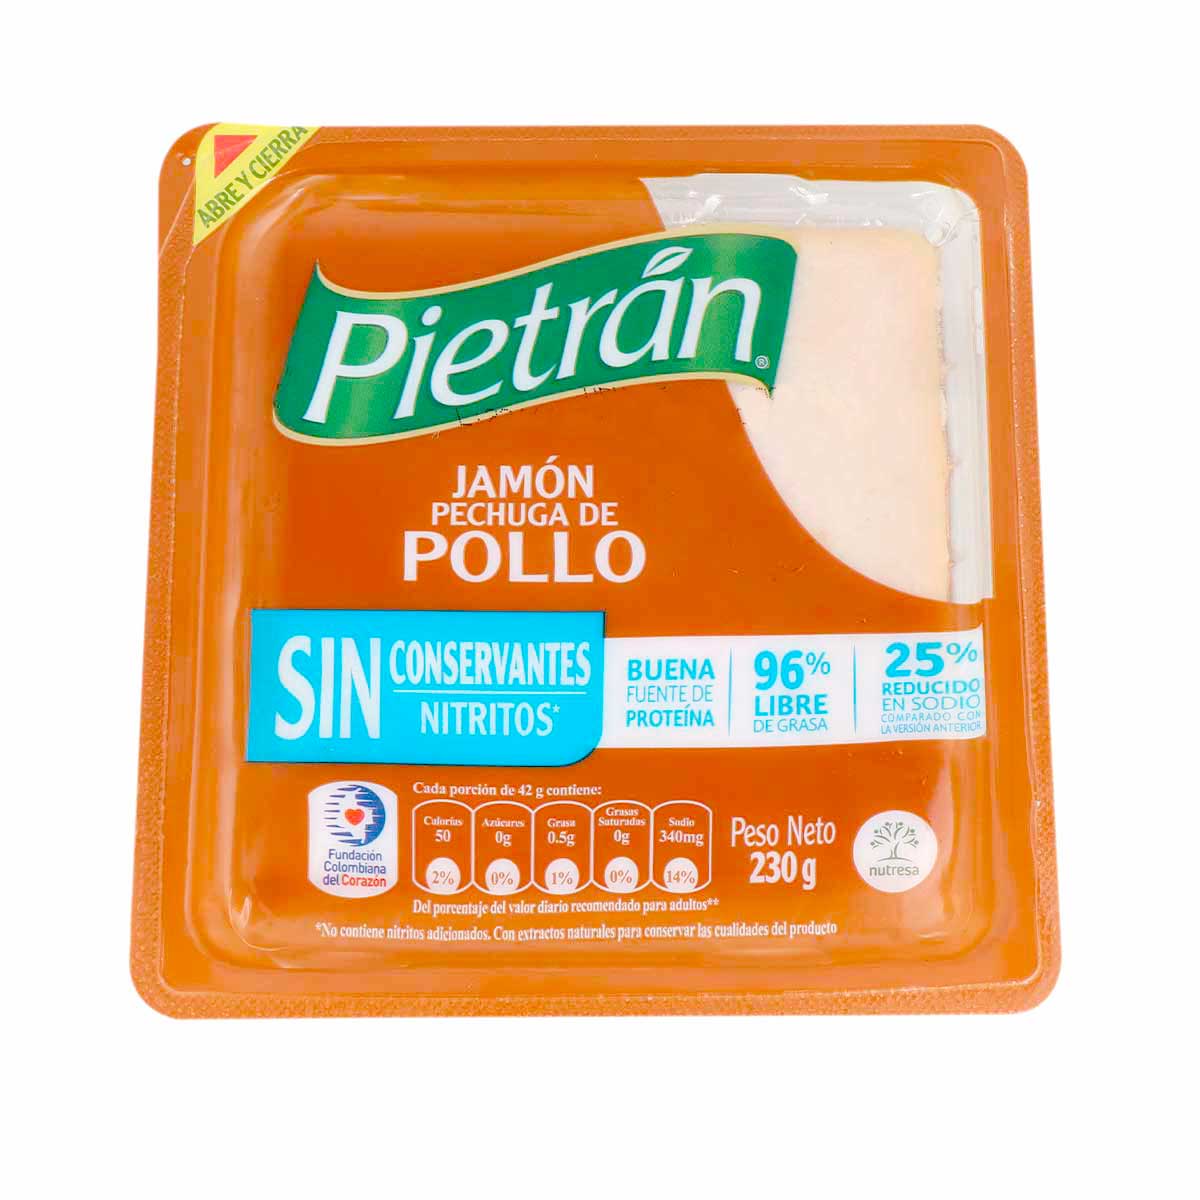 ABRE Y CIERRA
Pietrán®
JAMÓN
PECHUGA DE
POLLO
SIN CONSERVANTES
NITRITOS*
BUENA
FUENTE DE
PROTEÍNA
96%
LIBRE
DE GRASA
25%
REDUCIDO
EN SODIO
COMPARADO CON
LA VERSIÓN ANTERIOR
Fundación
Colombiana
del Corazón
Cada porción de 42 g contiene:
Calorías
50
2%
Azúcares
0g
0%
Grasa
0.5g
1%
Grasas
Saturadas
0g
0%
Sodio
340mg
14%
Del porcentaje del valor diario recomendado para adultos**
Peso Neto
230 g
nutresa
*No contiene nitritos adicionados. Con extractos naturales para conservar las cualidades del producto